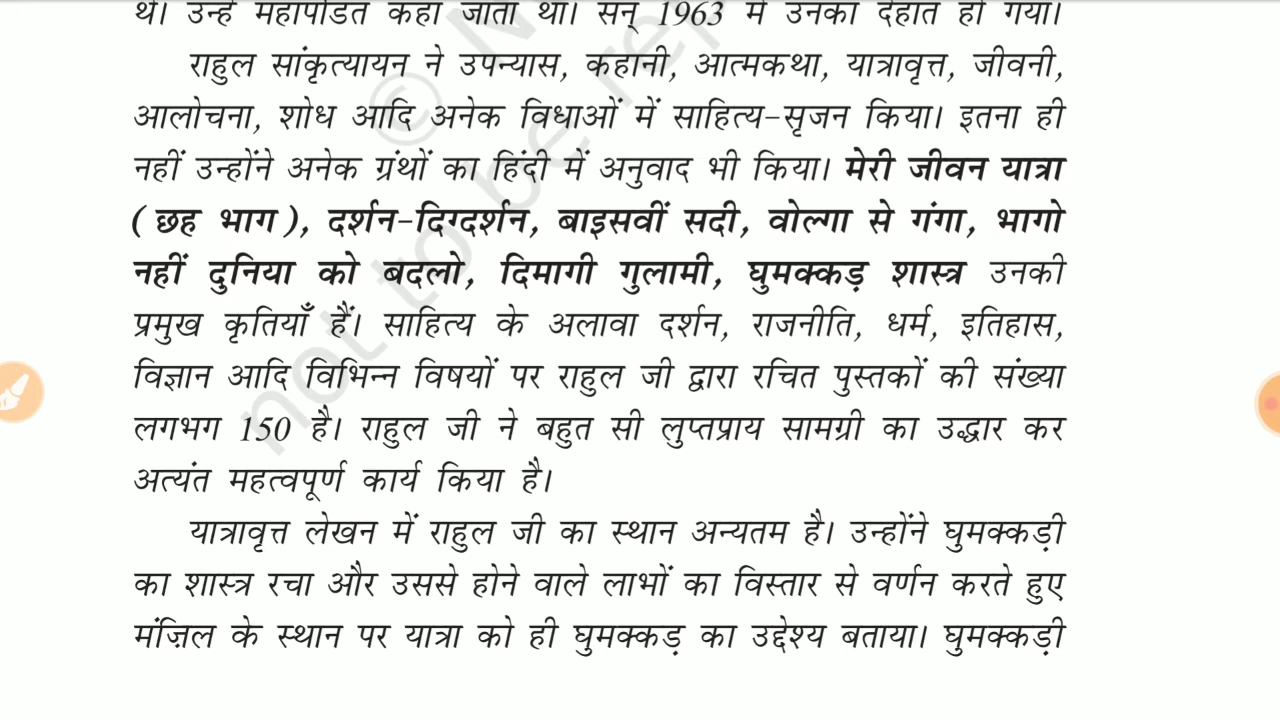 थे। उन्हें महापंडित कहा जाता था। सन् 1963 में उनका देहांत हो गया।
राहुल सांकृत्यायन ने उपन्यास, कहानी, आत्मकथा, यात्रावृत्त, जीवनी,
आलोचना, शोध आदि अनेक विधाओं में साहित्य-सृजन किया। इतना ही
नहीं उन्होंने अनेक ग्रंथों का हिंदी में अनुवाद भी किया। मेरी जीवन यात्रा
(छह भाग), दर्शन-दिग्दर्शन, बाइसवीं सदी, वोल्गा से गंगा, भागो
नहीं दुनिया को बदलो, दिमागी गुलामी, घुमक्कड़ शास्त्र उनकी
प्रमुख कृतियाँ हैं। साहित्य के अलावा दर्शन, राजनीति, धर्म, इतिहास,
विज्ञान आदि विभिन्न विषयों पर राहुल जी द्वारा रचित पुस्तकों की संख्या
लगभग 150 है। राहुल जी ने बहुत सी लुप्तप्राय सामग्री का उद्धार कर
अत्यंत महत्वपूर्ण कार्य किया है।
यात्रावृत्त लेखन में राहुल जी का स्थान अन्यतम है। उन्होंने घुमक्कड़ी
का शास्त्र रचा और उससे होने वाले लाभों का विस्तार से वर्णन करते हुए
मंज़िल के स्थान पर यात्रा को ही घुमक्कड़ का उद्देश्य बताया। घुमक्कड़ी
© N
not to be re